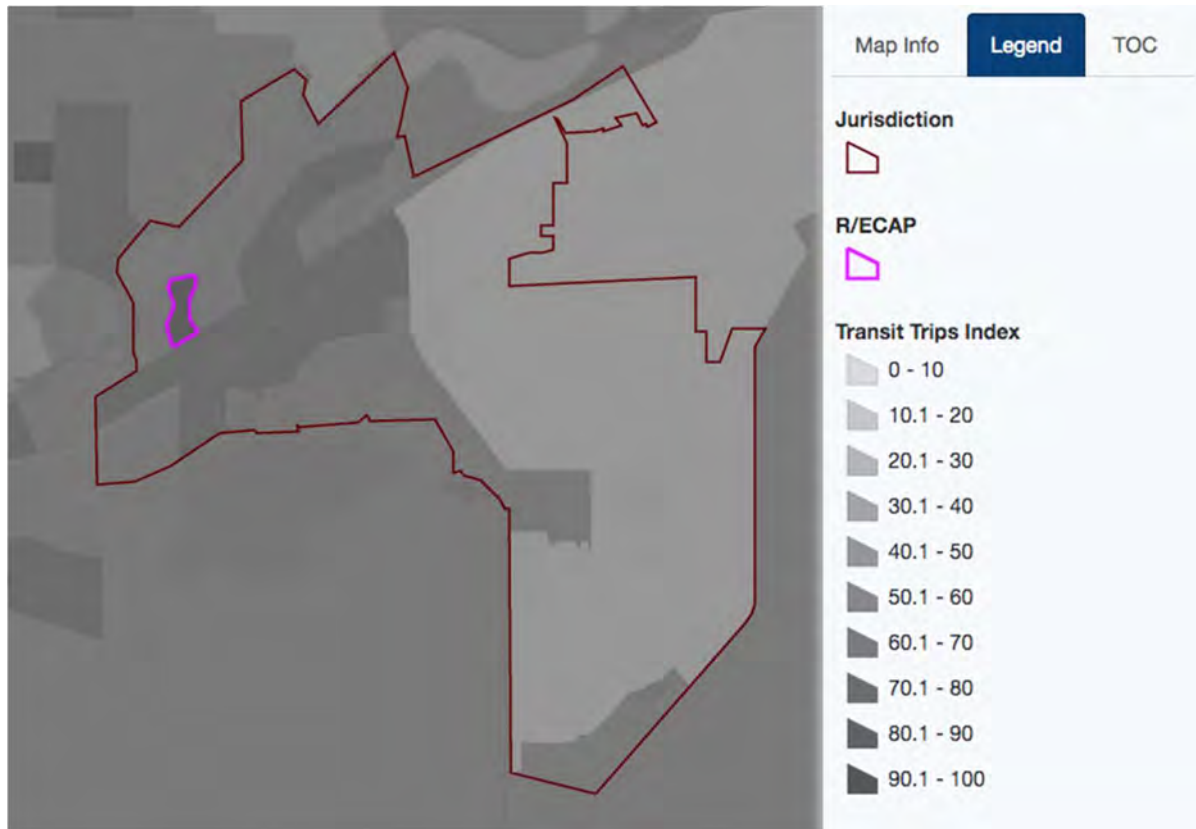 Map Info Legend TOC
Jurisdiction
R/ECAP
Transit Trips Index
0 - 10
10.1 - 20
20.1 - 30
30.1 - 40
40.1 - 50
50.1 - 60
60.1 - 70
70.1 - 80
80.1 - 90
90.1 - 100